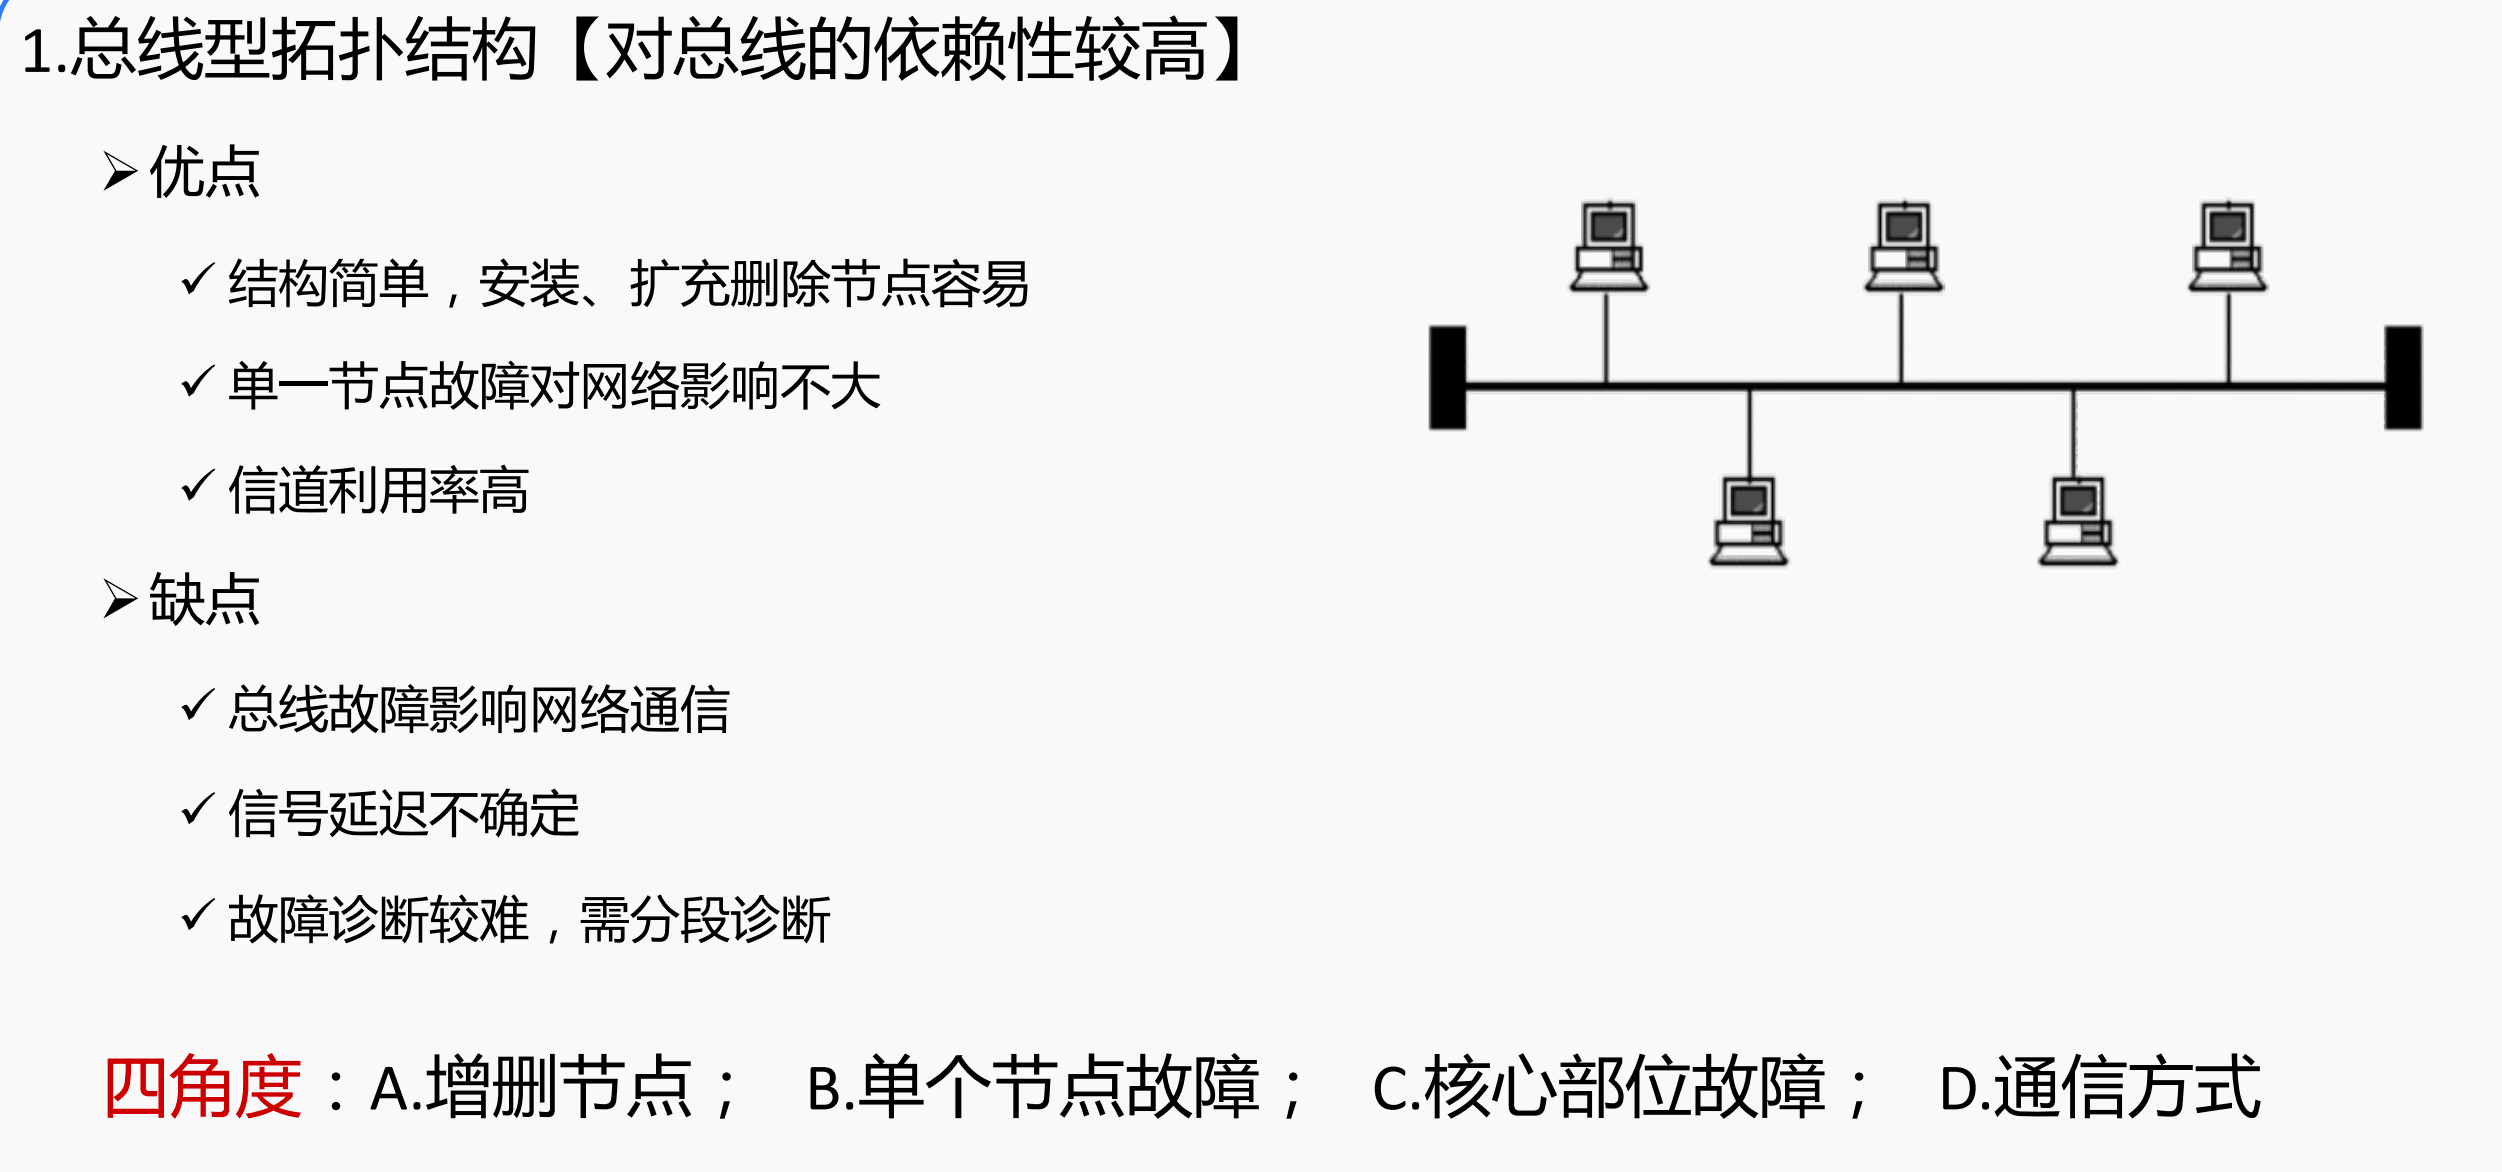 1.总线型拓扑结构【对总线的依赖性较高】
➢优点
✓结构简单，安装、扩充或删除节点容易
✓单一节点故障对网络影响不大
✓信道利用率高
➢缺点
✓总线故障影响网络通信
✓信号延迟不确定
✓故障诊断较难，需分段诊断
四角度：A.增删节点； B.单个节点故障； C.核心部位故障； D.通信方式